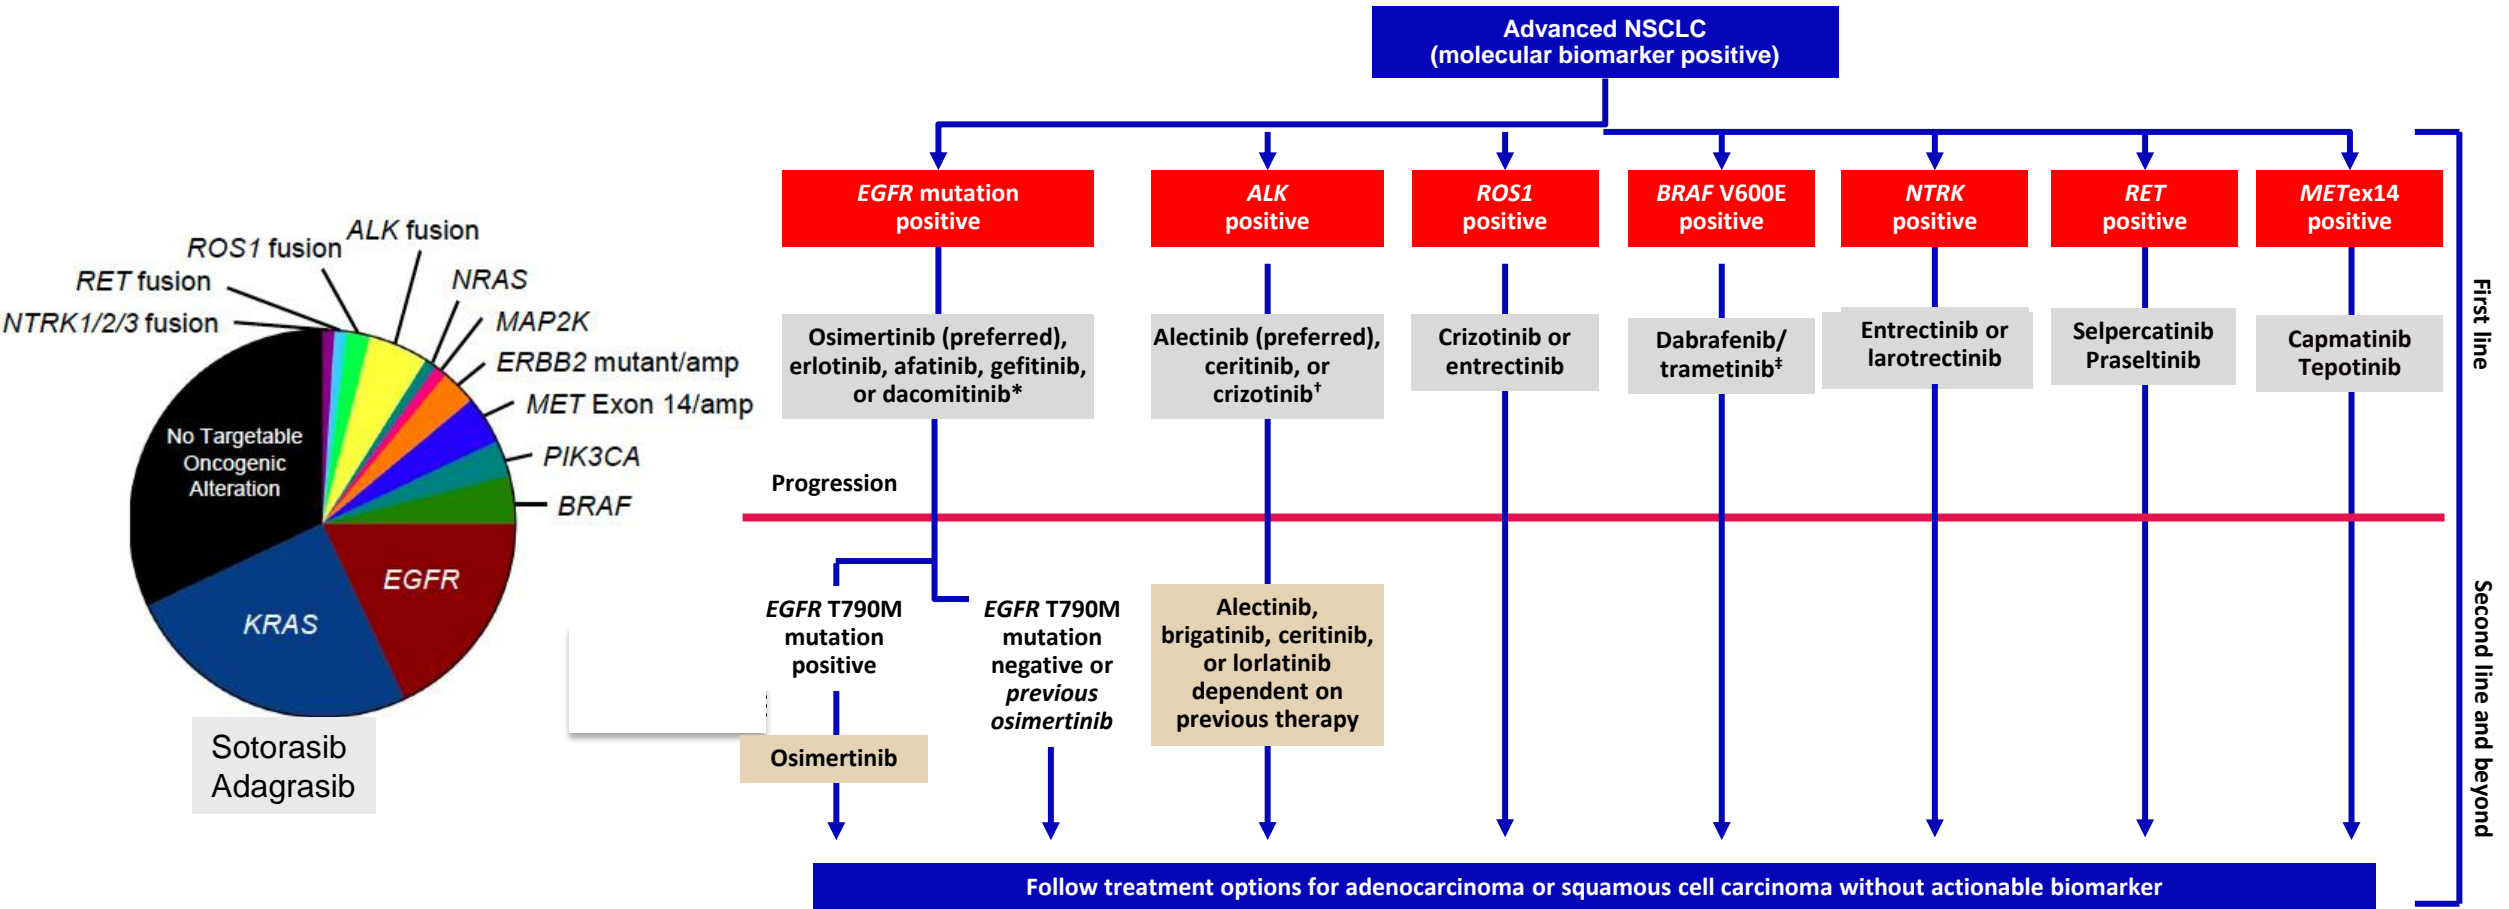 Advanced NSCLC
(molecular biomarker positive)
EGFR mutation
positive
ALK
positive
ROS1
positive
BRAF V600E
positive
NTRK
positive
RET
positive
METex14
positive
Osimertinib (preferred),
erlotinib, afatinib, gefitinib,
or dacomitinib*
Alectinib (preferred),
ceritinib, or
crizotinib†
Crizotinib or
entrectinib
Dabrafenib/
trametinib‡
Entrectinib or
larotrectinib
Selpercatinib
Praseltinib
Capmatinib
Tepotinib
First line
Progression
EGFR T790M
mutation
positive
EGFR T790M
mutation
negative or
previous
osimertinib
Alectinib,
brigatinib, ceritinib,
or lorlatinib
dependent on
previous therapy
Osimertinib
Second line and beyond
Follow treatment options for adenocarcinoma or squamous cell carcinoma without actionable biomarker
ALK fusion
ROS1 fusion
RET fusion
NTRK1/2/3 fusion
NRAS
MAP2K
ERBB2 mutant/amp
MET Exon 14/amp
PIK3CA
BRAF
No Targetable
Oncogenic
Alteration
EGFR
KRAS
Sotorasib
Adagrasib